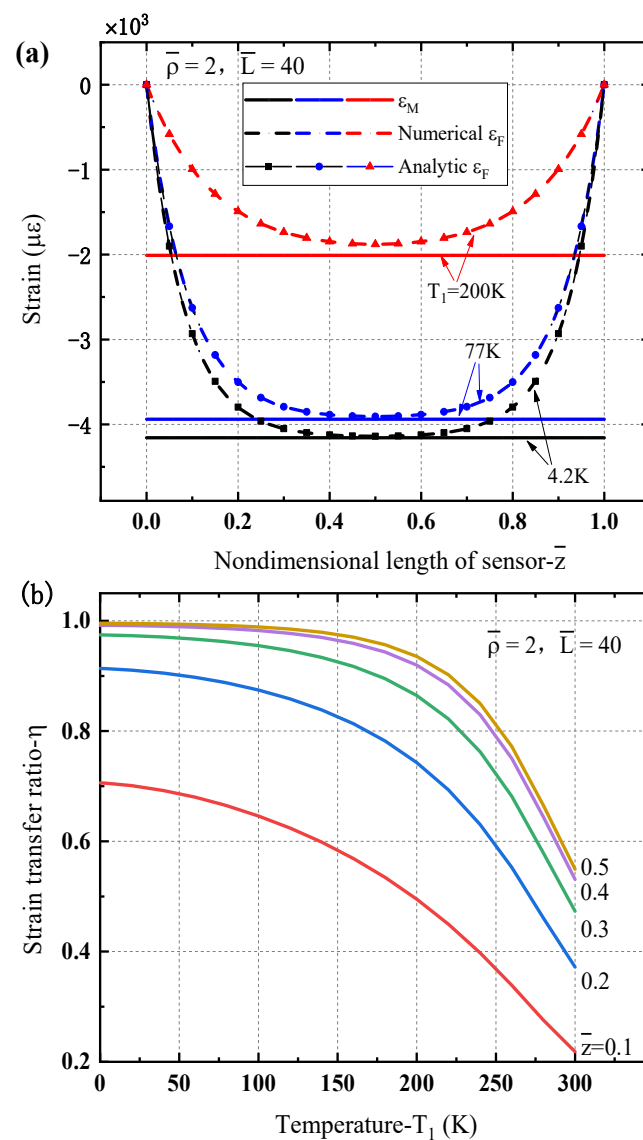 ×10³
(a)
ρ̅ = 2, L̅ = 40
ε_M
Numerical ε_F
Analytic ε_F
0
−1
−2
−3
−4
Strain (με)
T₁=200K
77K
4.2K
0.0 0.2 0.4 0.6 0.8 1.0
Nondimensional length of sensor-z̅
(b)
1.0
0.8
0.6
0.4
0.2
Strain transfer ratio-η
ρ̅ = 2, L̅ = 40
0.5
0.4
0.3
0.2
z̅=0.1
0 50 100 150 200 250 300
Temperature-T₁ (K)